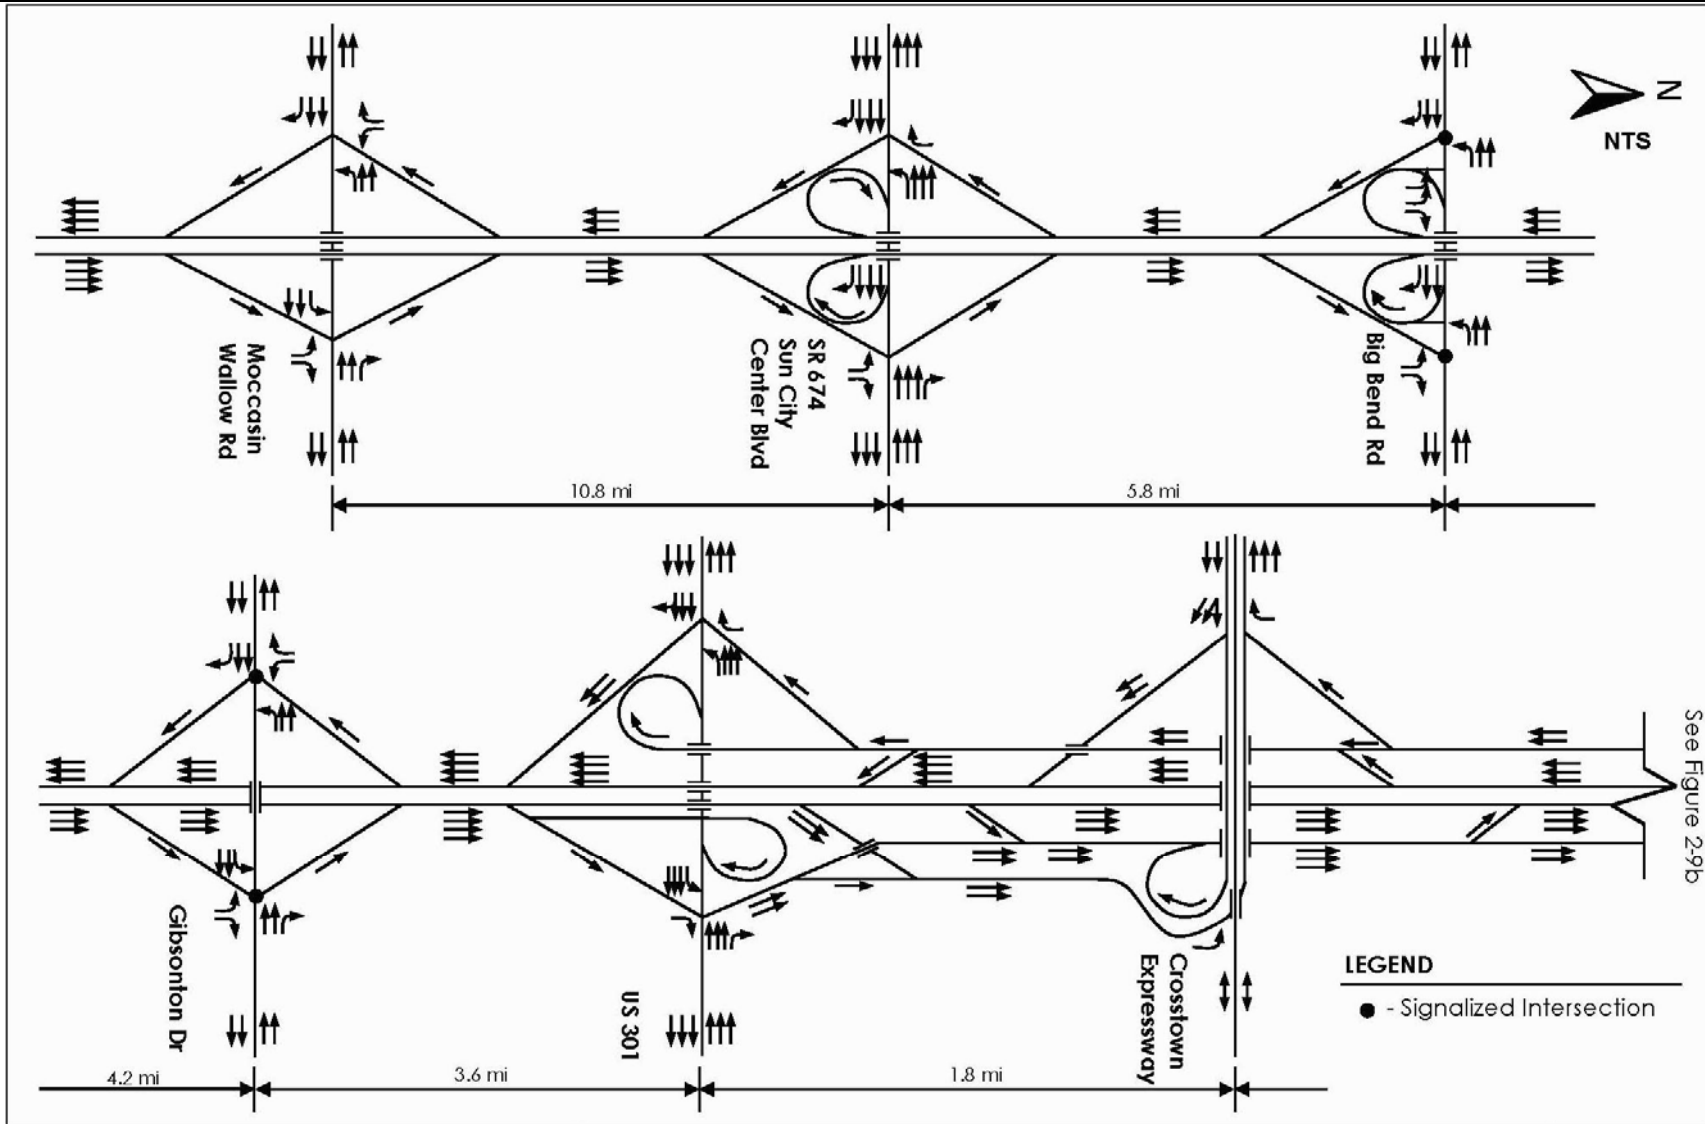 N
NTS
Moccasin
Wallow Rd
SR 674
Sun City
Center Blvd
Big Bend Rd
10.8 mi
5.8 mi
See Figure 2-9b
Gibsonton Dr
US 301
Crosstown
Expressway
LEGEND
- Signalized Intersection
4.2 mi
3.6 mi
1.8 mi